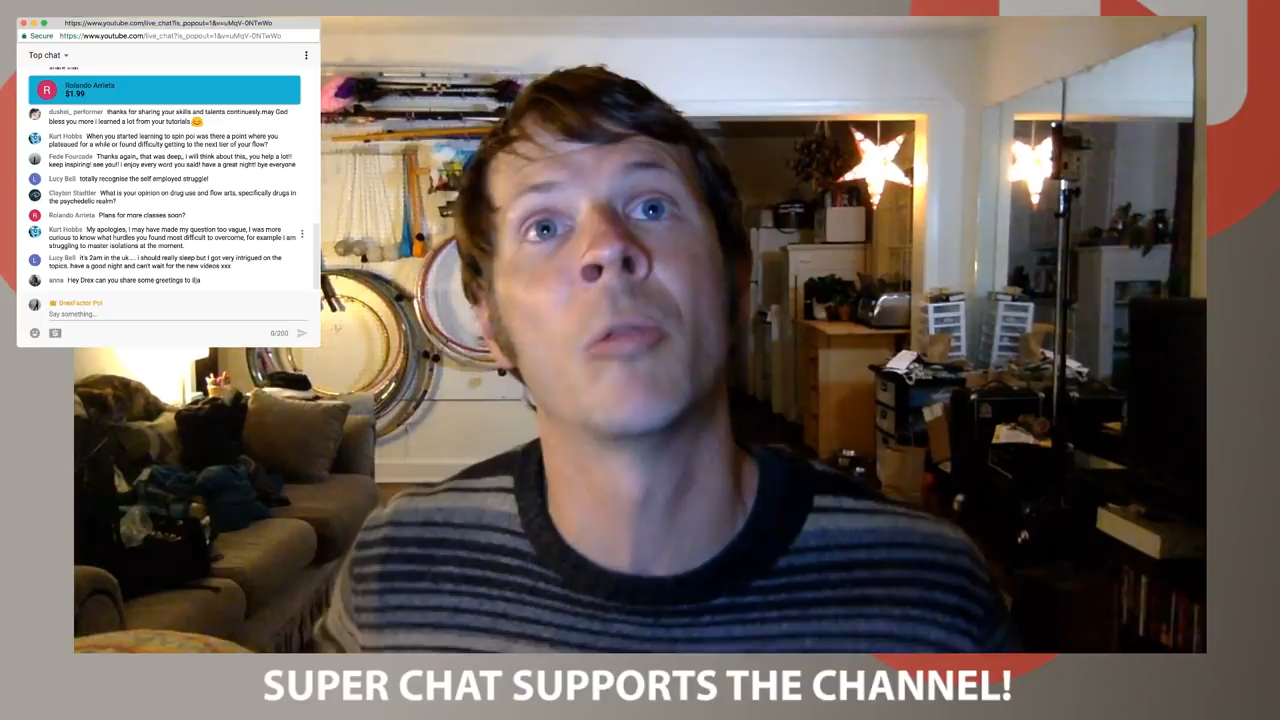 https://www.youtube.com/live_chat?is_popout=1&v=uMqV-0NTwWo
Secure https://www.youtube.com/live_chat?is_popout=1&v=uMqV-0NTwWo
Top chat
Rolando Arrieta
$1.99
dushei_ performer thanks for sharing your skills and talents continuesly.may God
bless you more i learned a lot from your tutorials
Kurt Hobbs When you started learning to spin poi was there a point where you
plateaued for a while or found difficulty getting to the next tier of your flow?
Fede Fourcade Thanks again, that was deep,, i will think about this,, you help a lot!!
keep inspiring! see you!! i enjoy every word you said! have a great night! bye everyone
Lucy Bell totally recognise the self employed struggle!
Clayton Stadtler What is your opinion on drug use and flow arts, specifically drugs in
the psychedelic realm?
Rolando Arrieta Plans for more classes soon?
Kurt Hobbs My apologies, I may have made my question too vague, I was more
curious to know what hurdles you found most difficult to overcome, for example I am
struggling to master isolations at the moment.
Lucy Bell it's 2am in the uk.... i should really sleep but I got very intrigued on the
topics. have a good night and can't wait for the new videos xxx
anna Hey Drex can you share some greetings to ilja
DrexFactor Poi
Say something...
0/200
SUPER CHAT SUPPORTS THE CHANNEL!